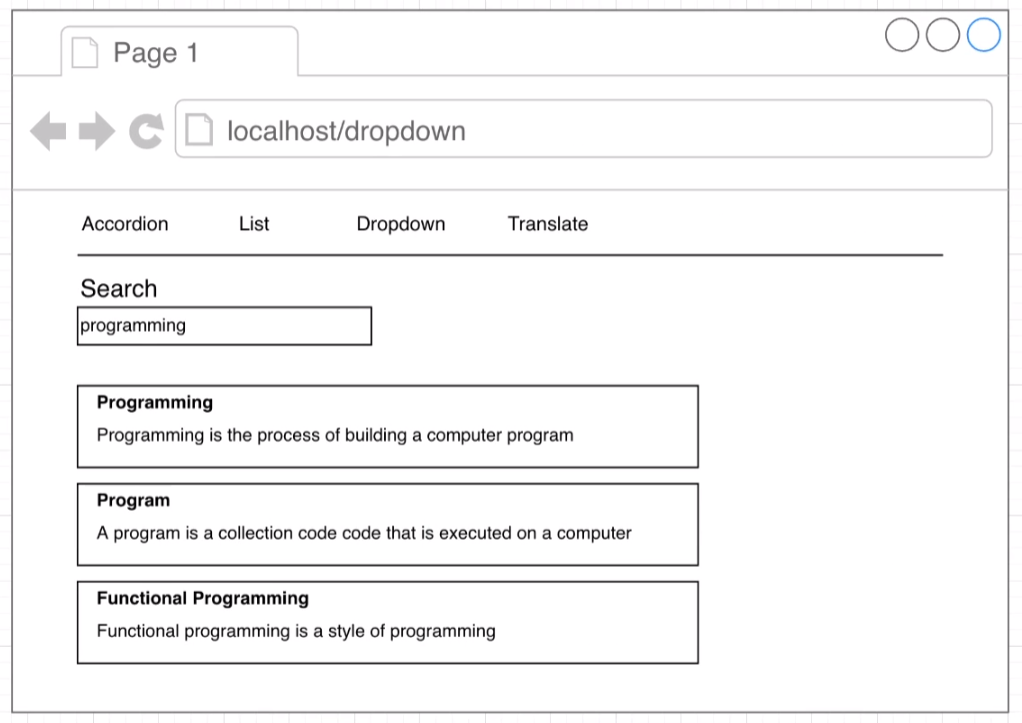 Page 1
localhost/dropdown
Accordion List Dropdown Translate
Search
programming
Programming
Programming is the process of building a computer program
Program
A program is a collection code code that is executed on a computer
Functional Programming
Functional programming is a style of programming